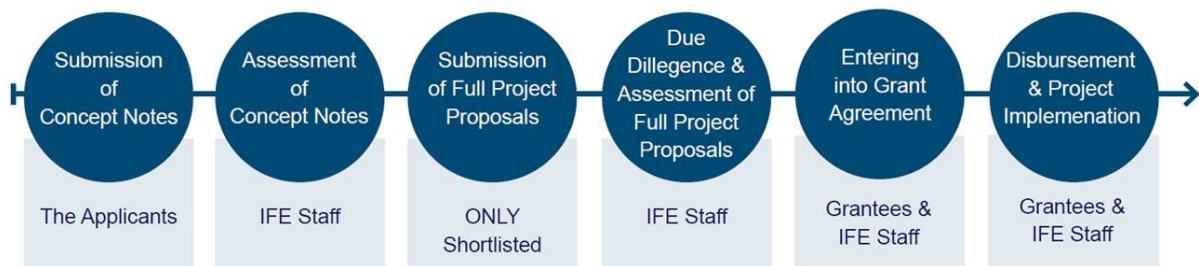 Submission
of
Concept Notes
Assessment
of
Concept Notes
Submission
of Full Project
Proposals
Due
Dillegence &
Assessment of
Full Project
Proposals
Entering
into Grant
Agreement
Disbursement
& Project
Implemenation
The Applicants
IFE Staff
ONLY
Shortlisted
IFE Staff
Grantees &
IFE Staff
Grantees &
IFE Staff